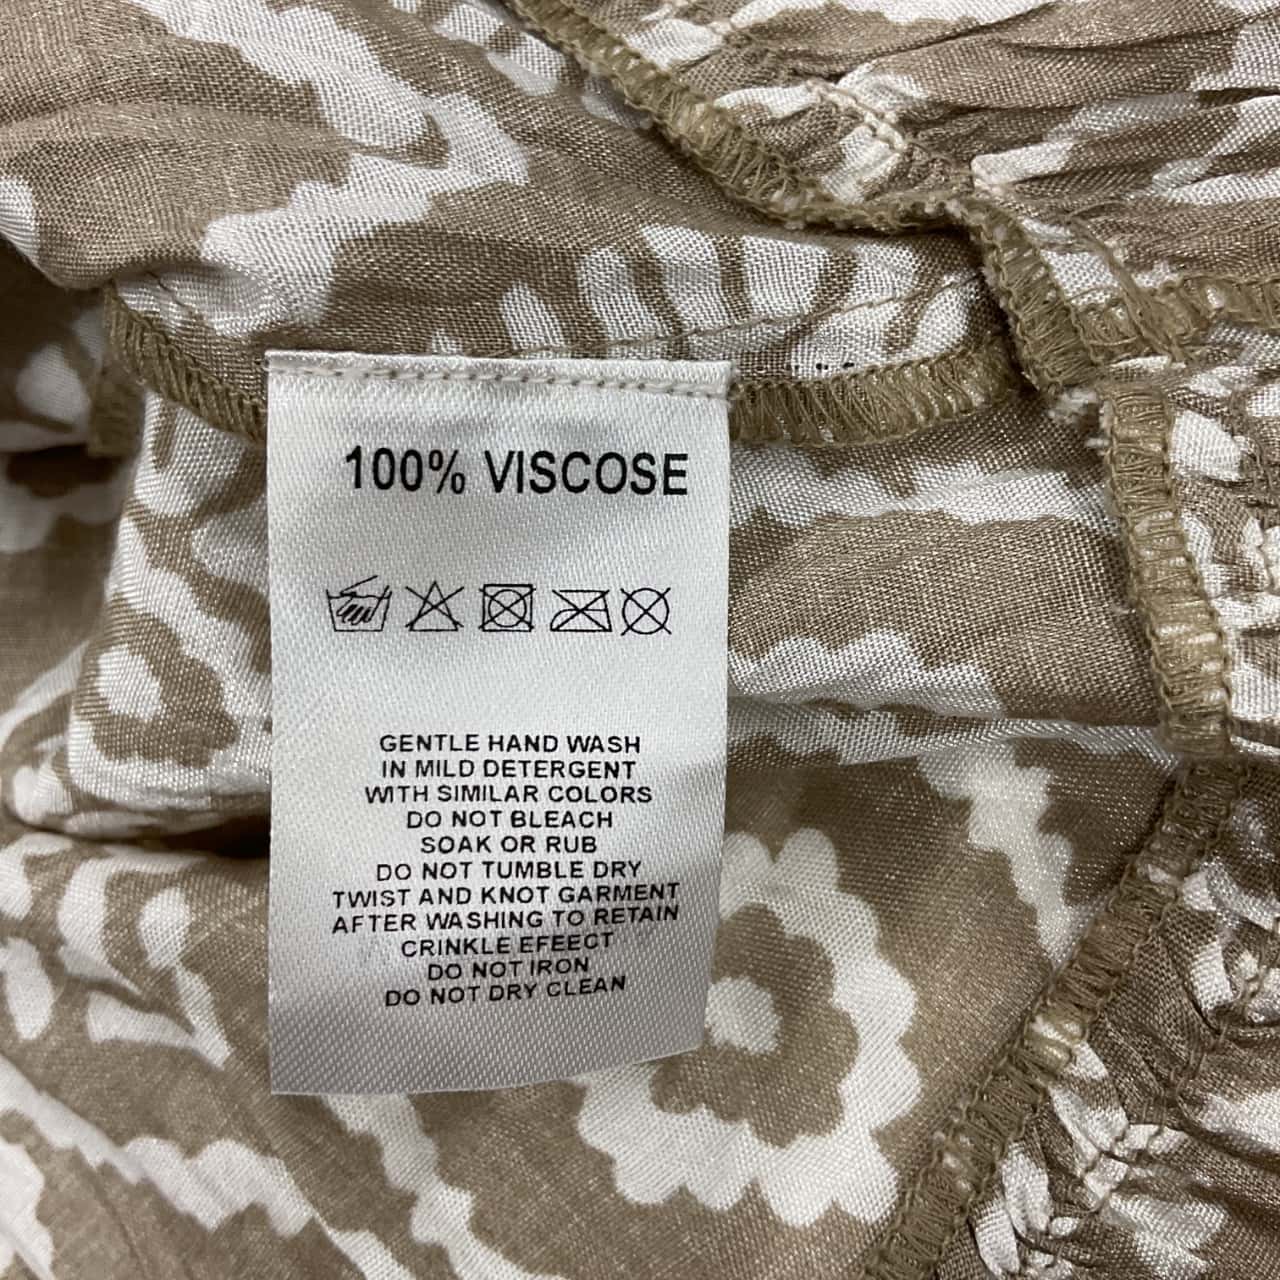 100% VISCOSE
GENTLE HAND WASH
IN MILD DETERGENT
WITH SIMILAR COLORS
DO NOT BLEACH
SOAK OR RUB
DO NOT TUMBLE DRY
TWIST AND KNOT GARMENT
AFTER WASHING TO RETAIN
CRINKLE EFEECT
DO NOT IRON
DO NOT DRY CLEAN